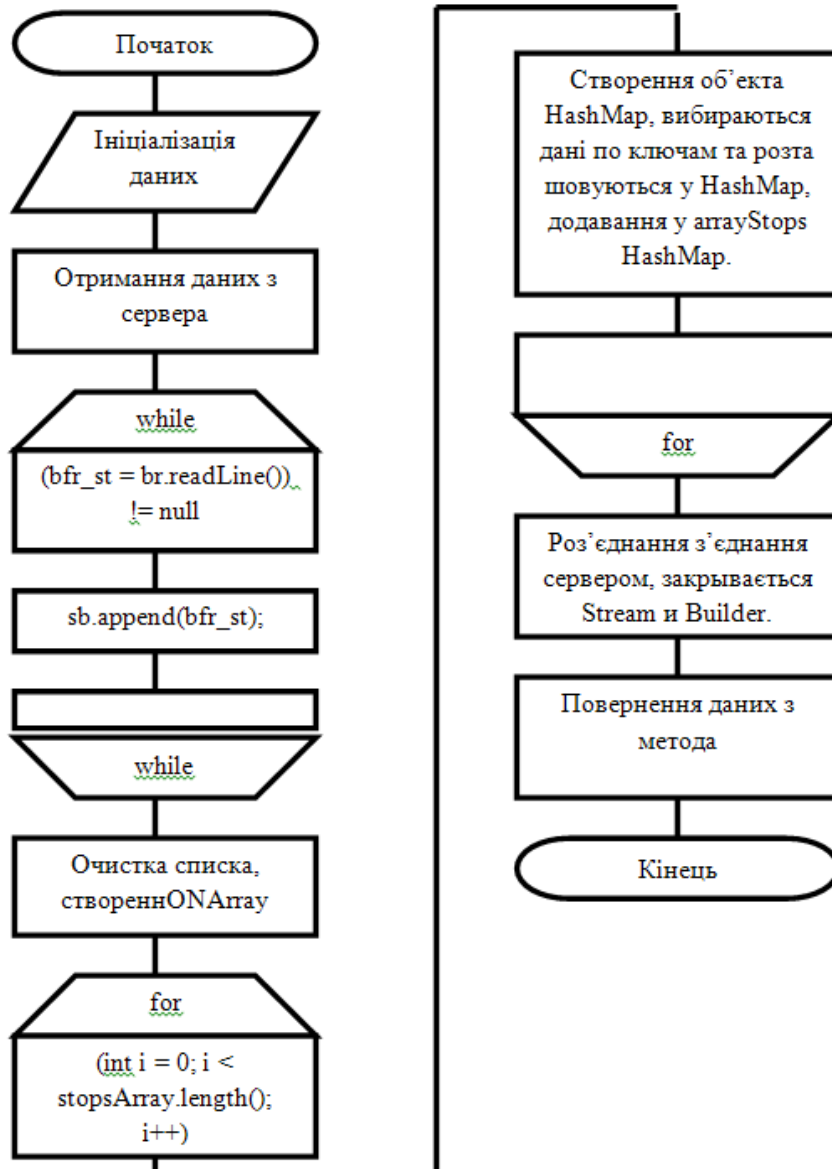 Початок
Ініціалізація
даних
Отримання даних з
сервера
while
(bfr_st = br.readLine())
!= null
sb.append(bfr_st);
while
Очистка списка,
створеннONArray
for
(int i = 0; i <
stopsArray.length();
i++)
Створення об’екта
HashMap, вибираються
дані по ключам та розта
шовуються у HashMap,
додавання у arrayStops
HashMap.
for
Роз’єднання з’єднання
сервером, закрывається
Stream и Builder.
Повернення даних з
метода
Кінець